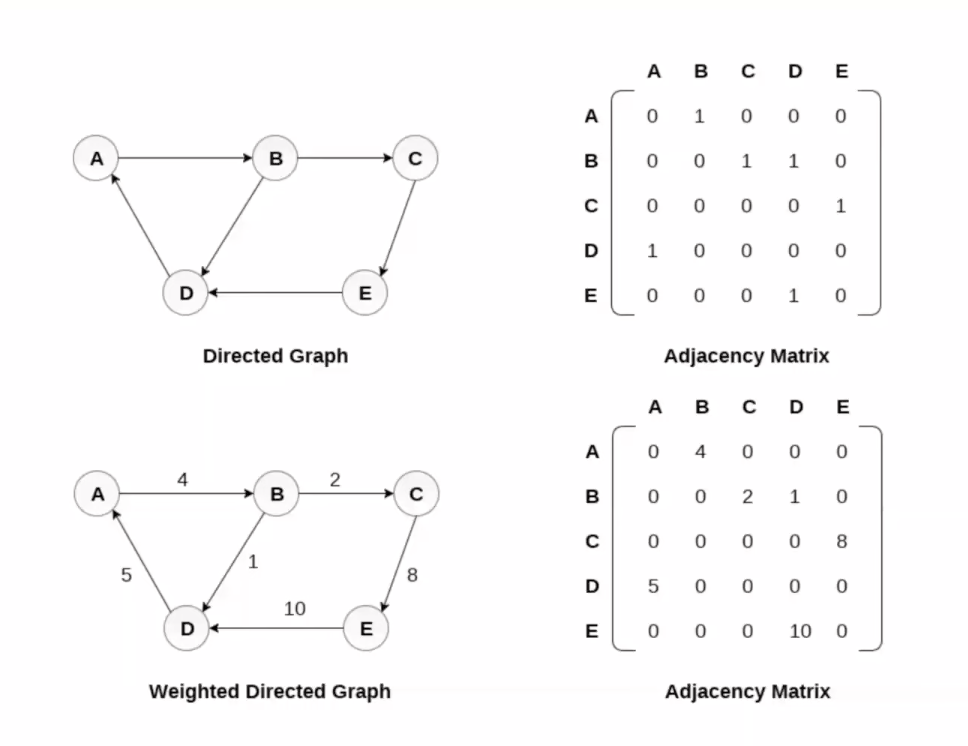 A B C D E
A 0 1 0 0 0
A B C
B 0 0 1 1 0
C 0 0 0 0 1
D 1 0 0 0 0
D E
E 0 0 0 1 0
Directed Graph
Adjacency Matrix
A B C D E
A 0 4 0 0 0
4 2
A B C
B 0 0 2 1 0
C 0 0 0 0 8
1
5 8
D 5 0 0 0 0
10
D E
E 0 0 0 10 0
Weighted Directed Graph
Adjacency Matrix